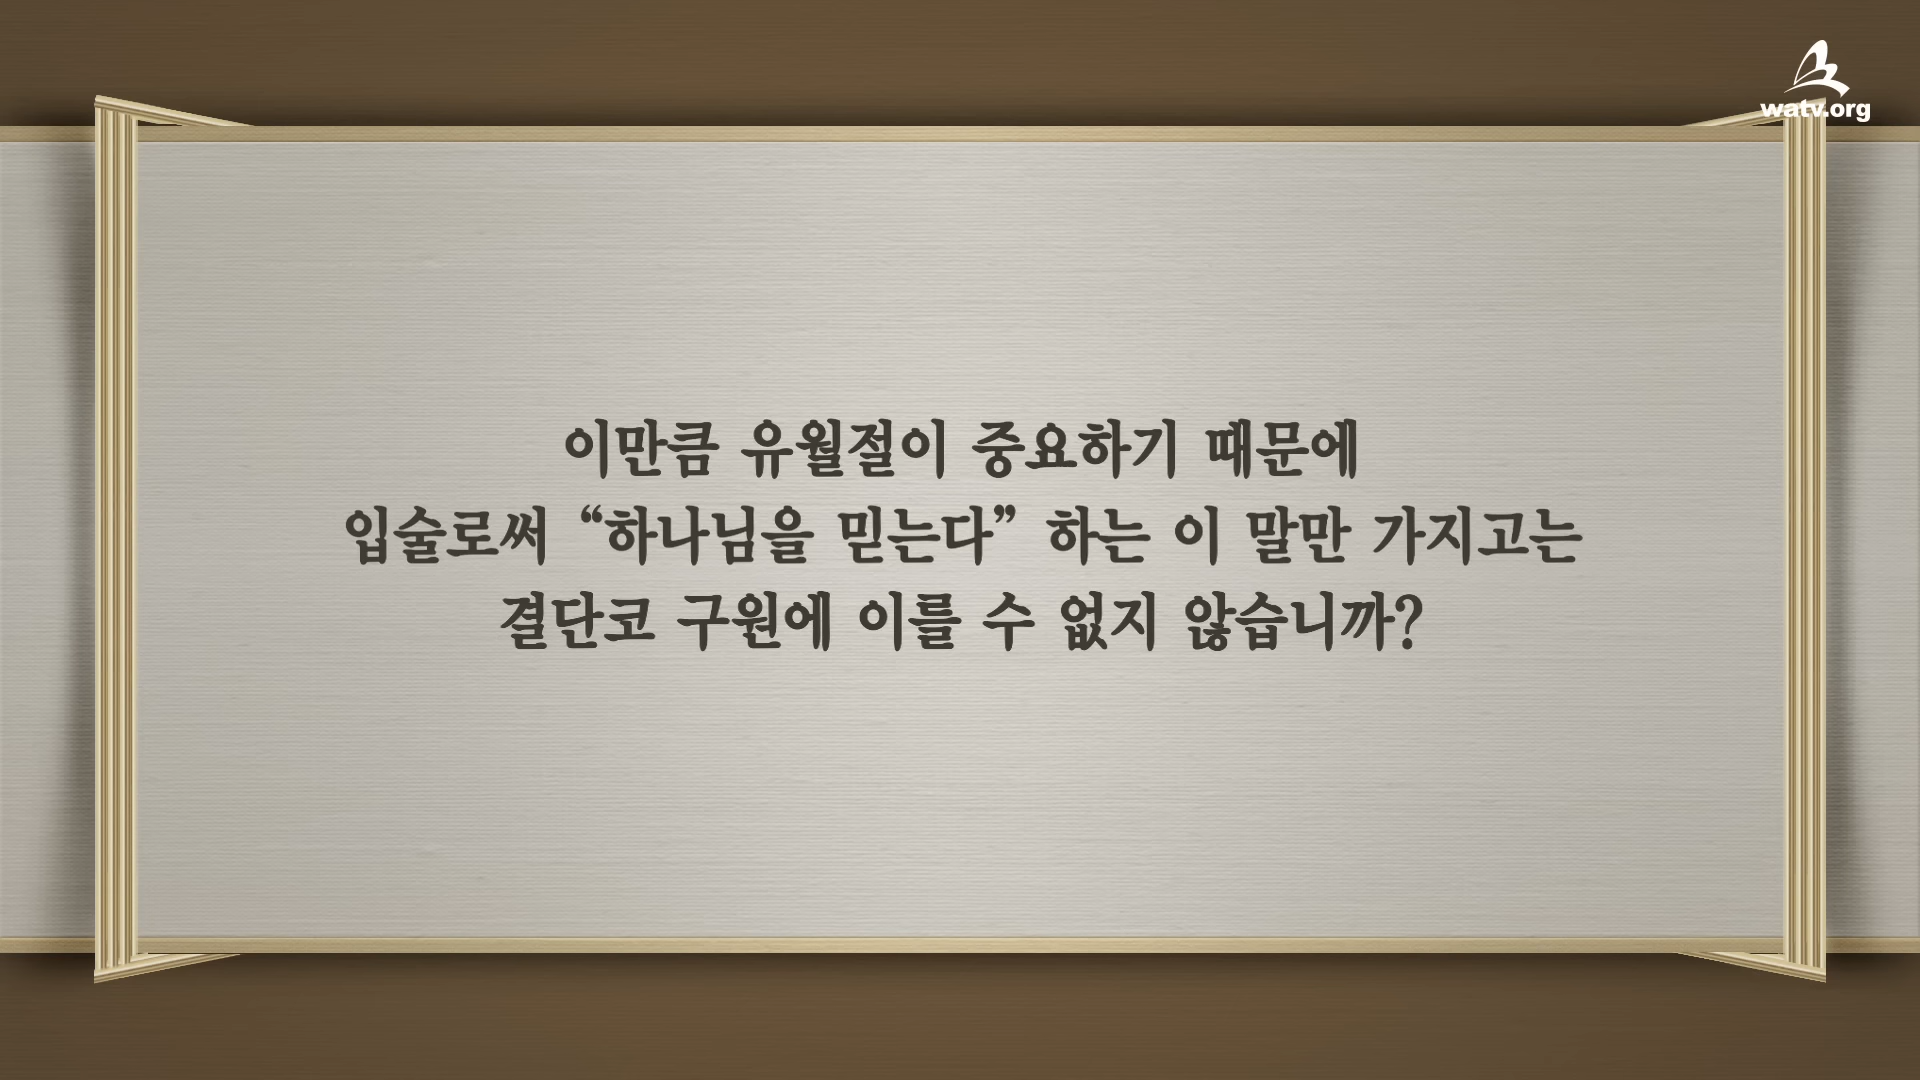 watv.org
이만큼 유월절이 중요하기 때문에
입술로써 “하나님을 믿는다” 하는 이 말만 가지고는
결단코 구원에 이를 수 없지 않습니까?